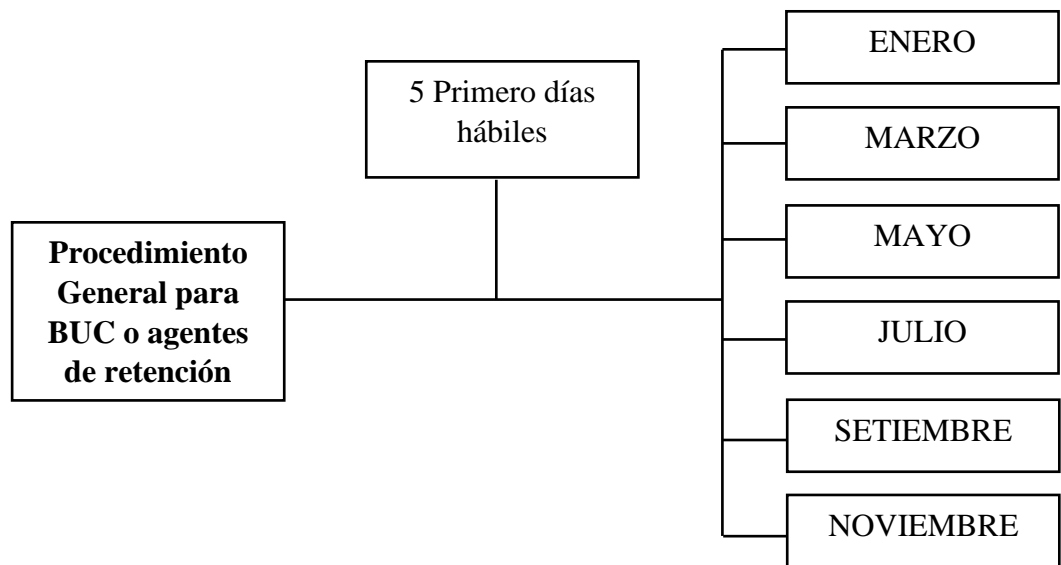 Procedimiento
General para
BUC o agentes
de retención
5 Primero días
hábiles
ENERO
MARZO
MAYO
JULIO
SETIEMBRE
NOVIEMBRE